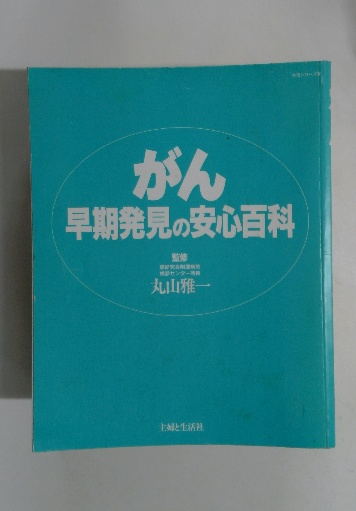 がん
早期発見の安心百科
監修
丸山雅一
主婦と生活社